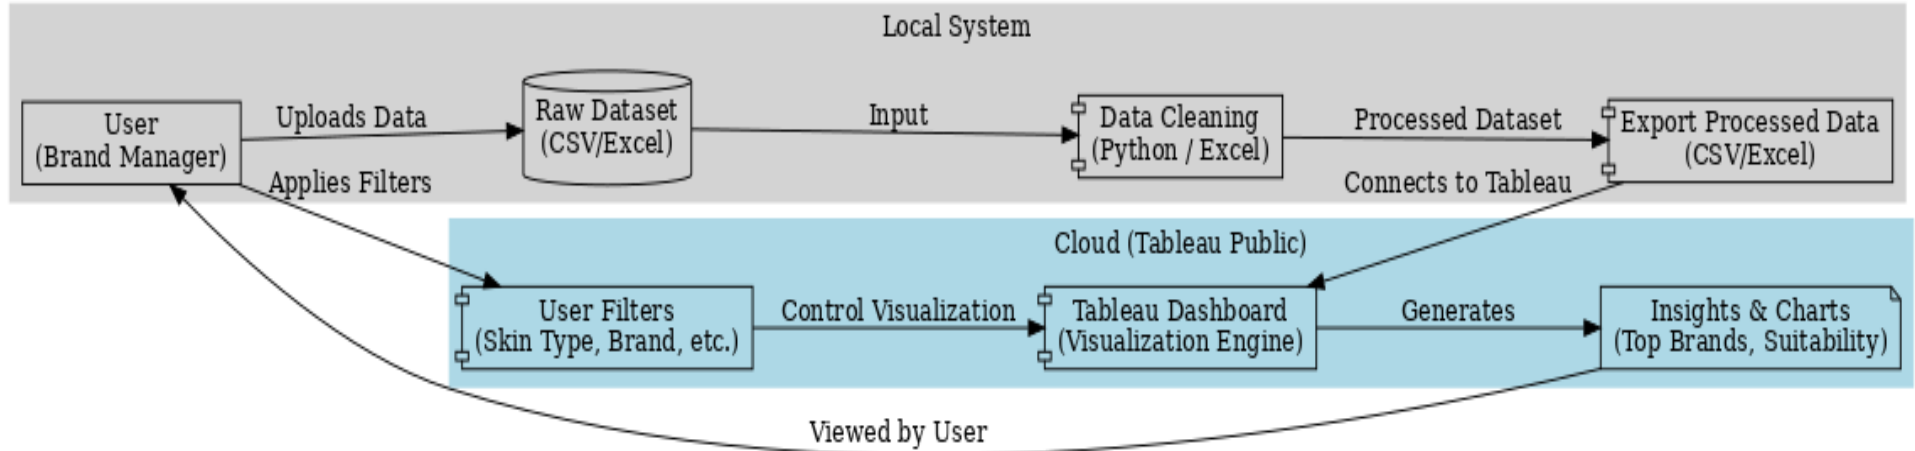 Local System
User
(Brand Manager)
Uploads Data
Raw Dataset
(CSV/Excel)
Input
Data Cleaning
(Python / Excel)
Processed Dataset
Export Processed Data
(CSV/Excel)
Applies Filters
Connects to Tableau
Cloud (Tableau Public)
User Filters
(Skin Type, Brand, etc.)
Control Visualization
Tableau Dashboard
(Visualization Engine)
Generates
Insights & Charts
(Top Brands, Suitability)
Viewed by User